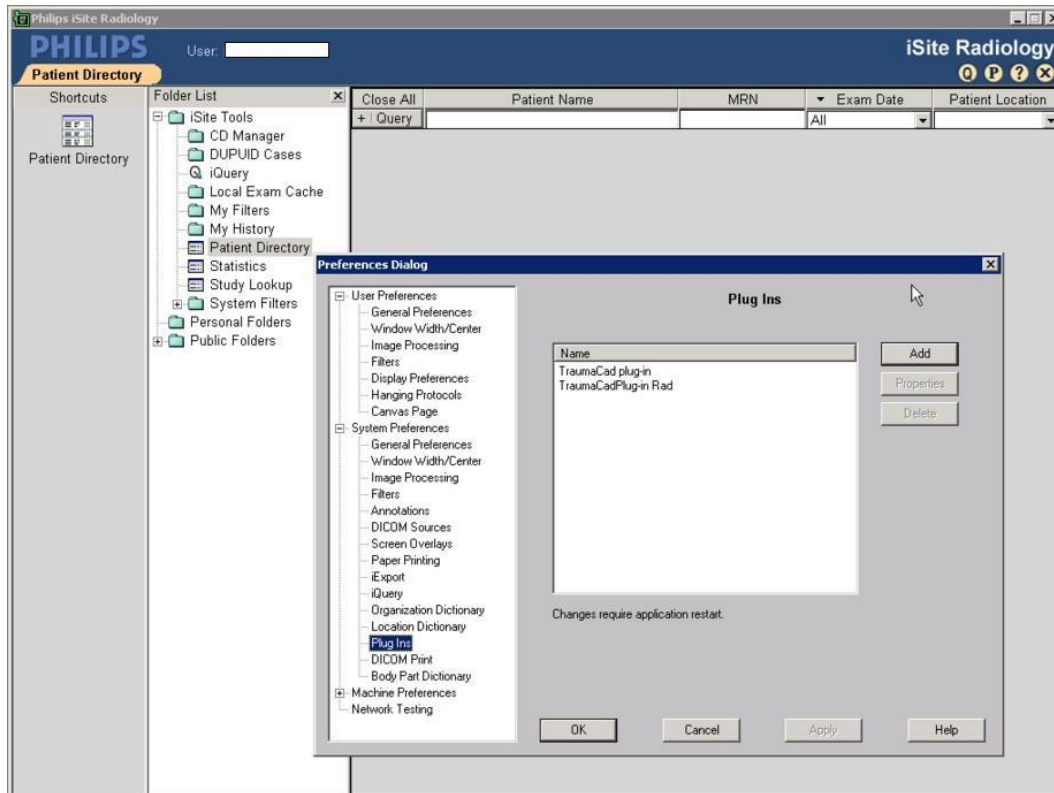 Philips iSite Radiology
PHILIPS
User:
iSite Radiology
Q P ? X
Patient Directory
Shortcuts
Patient Directory
Folder List
iSite Tools
CD Manager
DUPUID Cases
iQuery
Local Exam Cache
My Filters
My History
Patient Directory
Statistics
Study Lookup
System Filters
Personal Folders
Public Folders
Close All Patient Name MRN Exam Date Patient Location
+ Query All
Preferences Dialog
User Preferences
General Preferences
Window Width/Center
Image Processing
Filters
Display Preferences
Hanging Protocols
Canvas Page
System Preferences
General Preferences
Window Width/Center
Image Processing
Filters
Annotations
DICOM Sources
Screen Overlays
Paper Printing
iExport
iQuery
Organization Dictionary
Location Dictionary
Plug Ins
DICOM Print
Body Part Dictionary
Machine Preferences
Network Testing
Plug Ins
Name
TraumaCad plug-in
TraumaCadPlug-in Rad
Add
Properties
Delete
Changes require application restart.
OK Cancel Apply Help